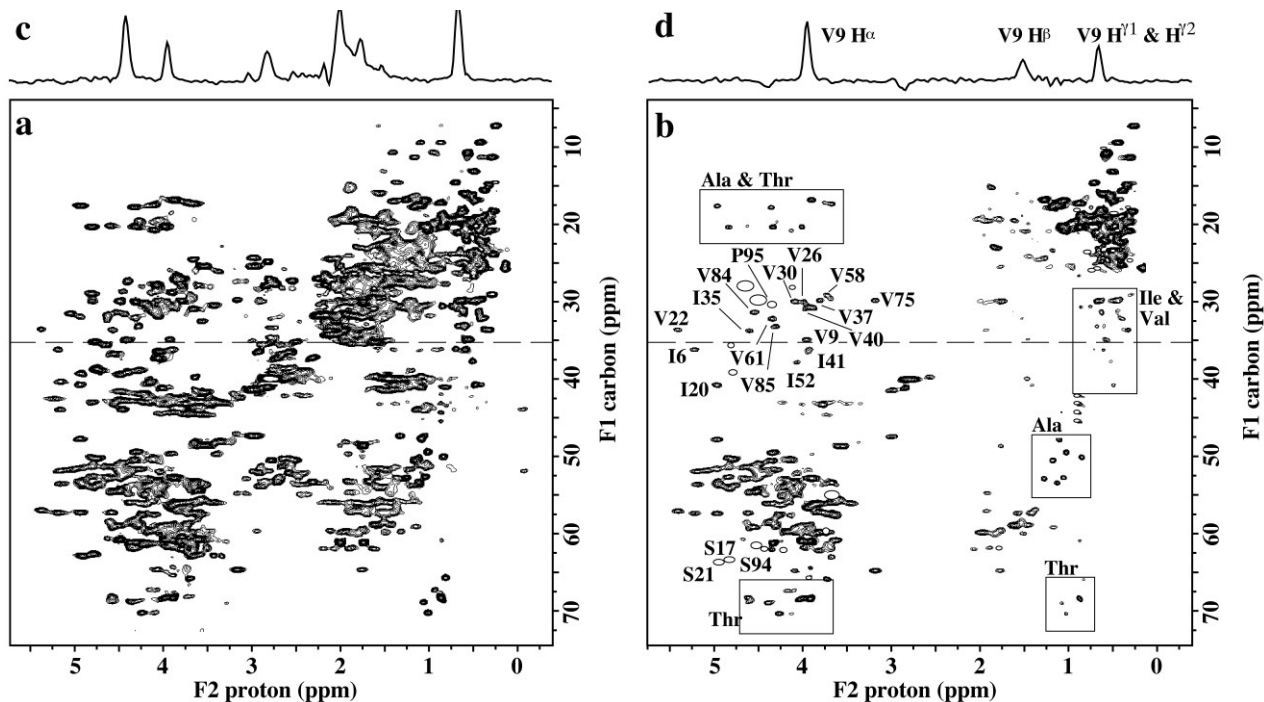 c
a
10
20
30
40
50
60
70
F1 carbon (ppm)
5 4 3 2 1 0
F2 proton (ppm)
d
V9 Hα
V9 Hβ
V9 Hγ1 & Hγ2
b
Ala & Thr
P95
V26
V84
V30
V58
I35
V75
V22
V37
V9
V40
I6
V61
I41
V85
I52
I20
Ile &
Val
Ala
S17
S94
S21
Thr
Thr
10
20
30
40
50
60
70
F1 carbon (ppm)
5 4 3 2 1 0
F2 proton (ppm)